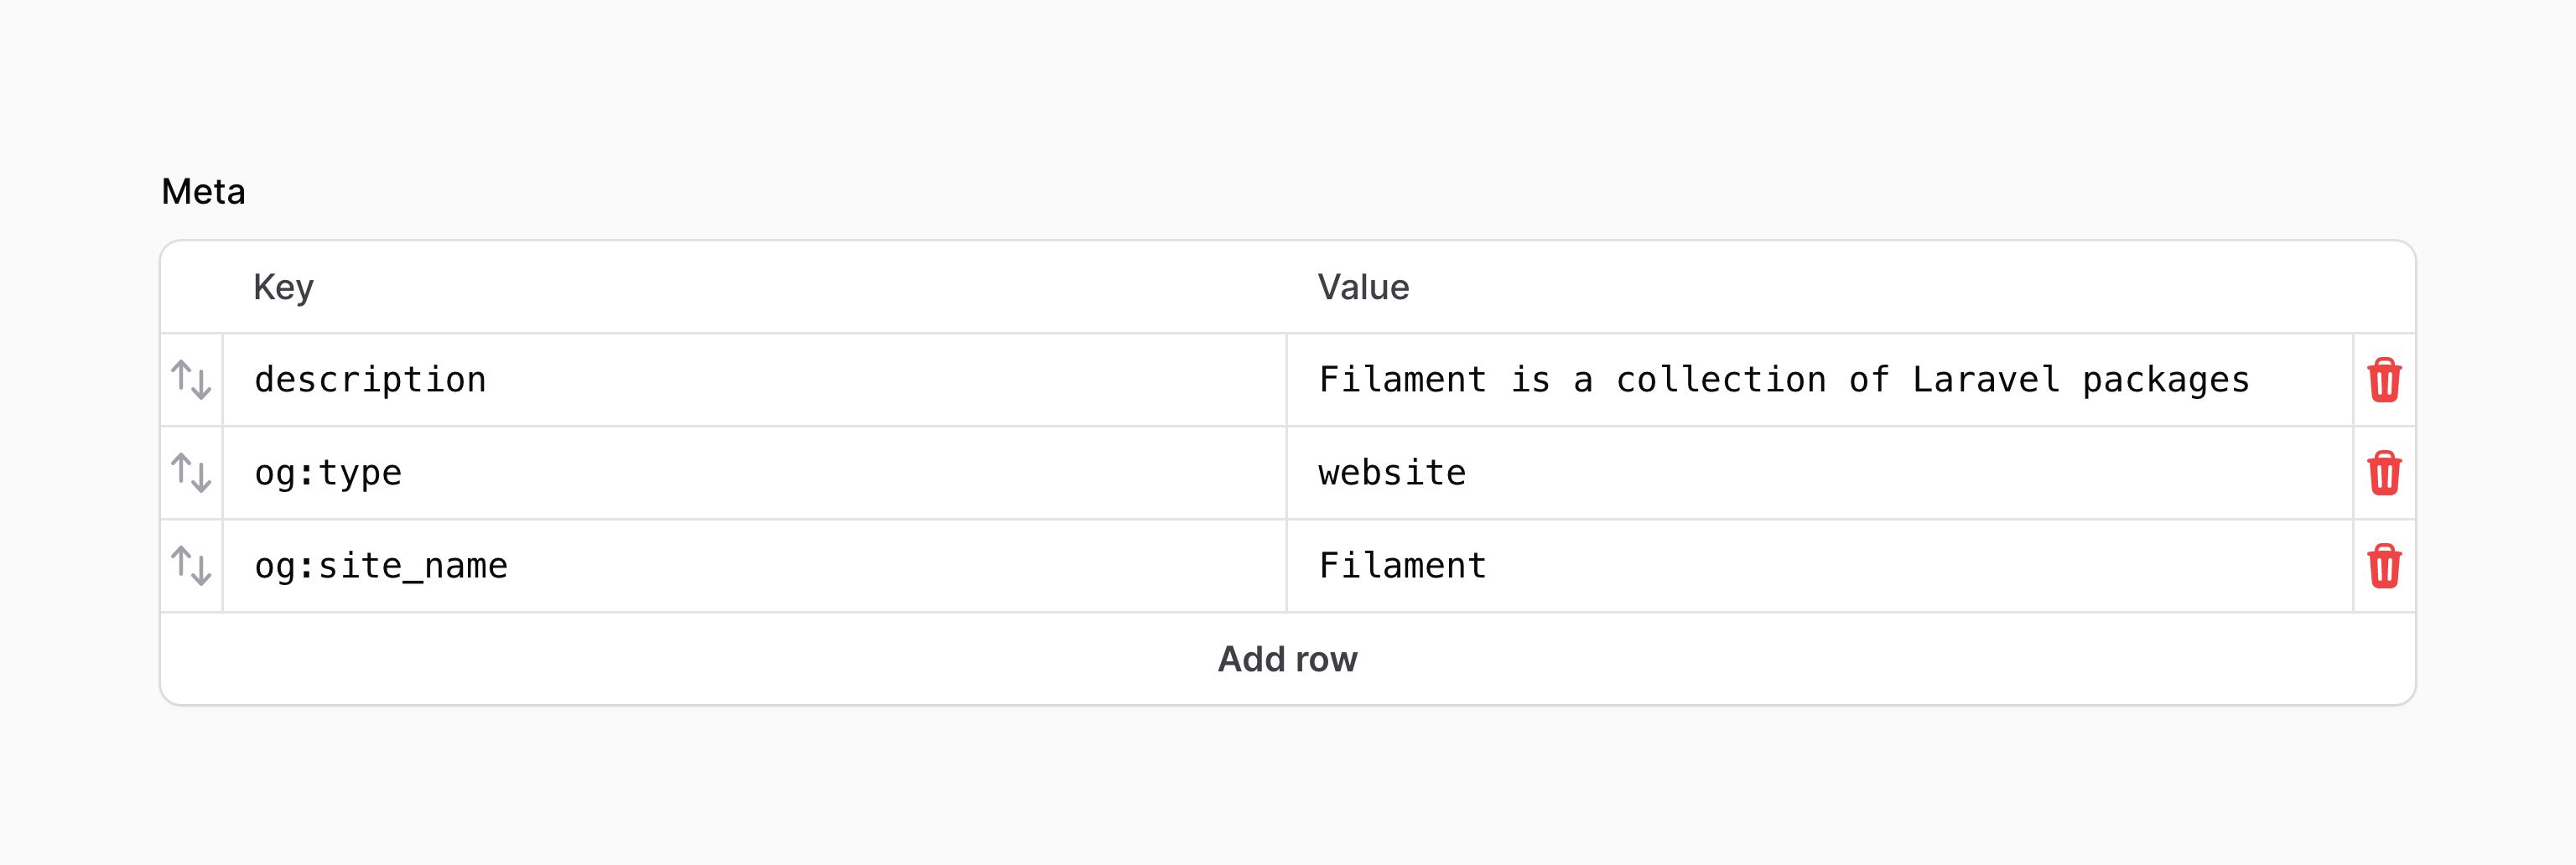 Meta
Key Value
description Filament is a collection of Laravel packages
og:type website
og:site_name Filament
Add row